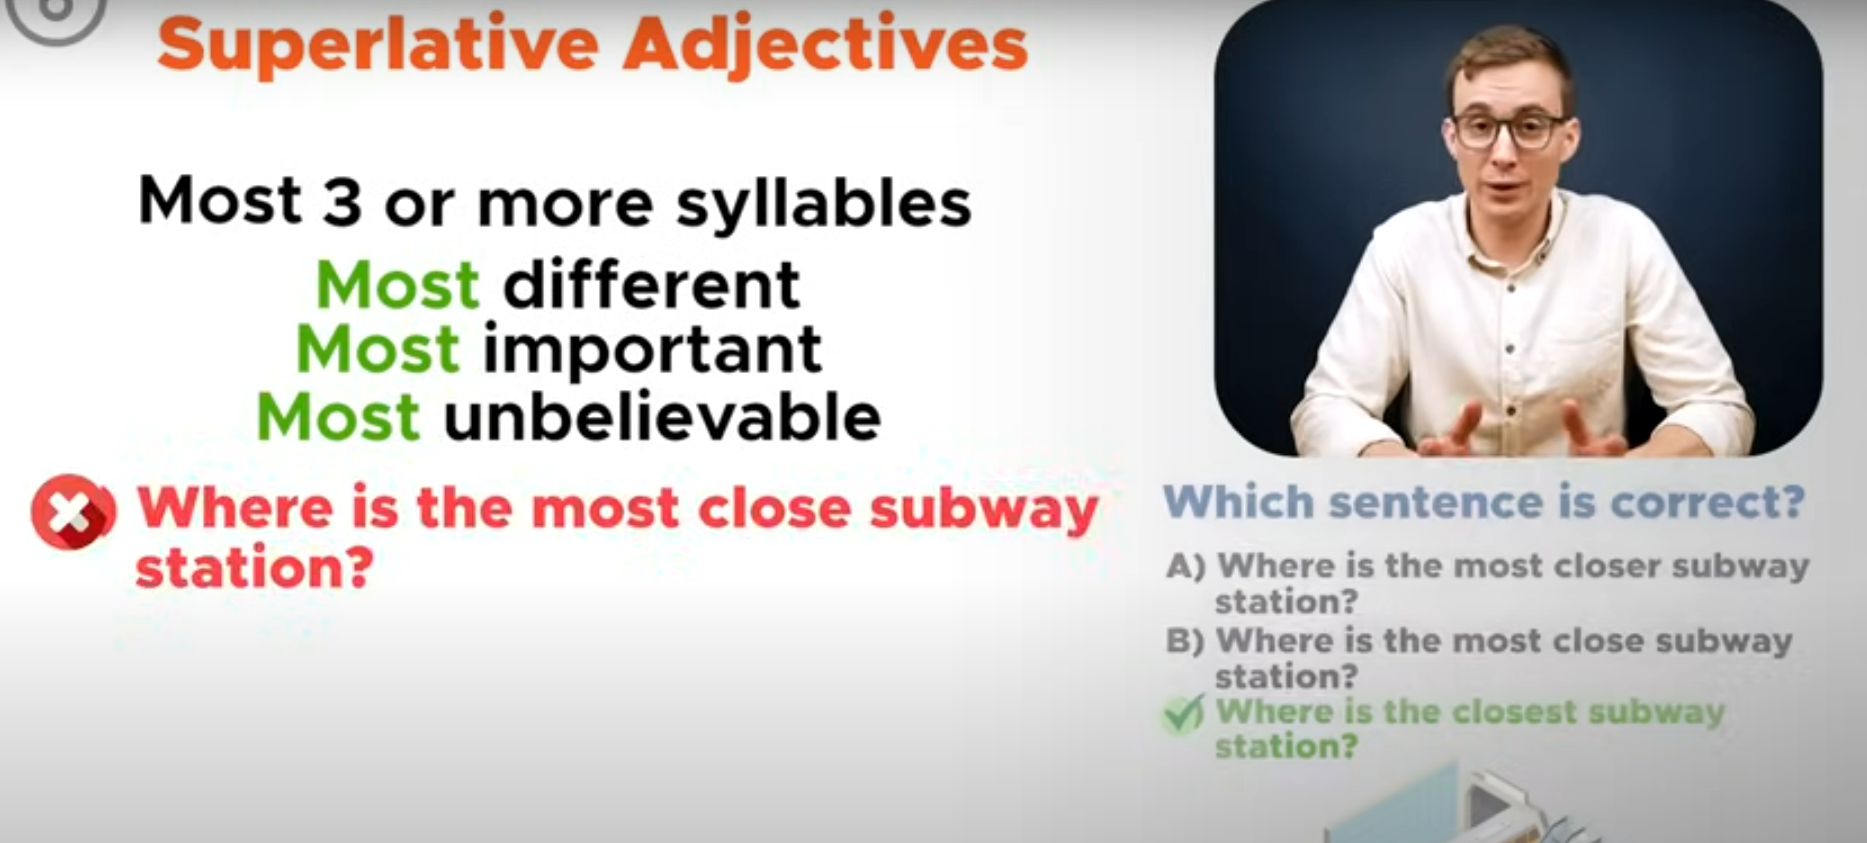 Superlative Adjectives
Most 3 or more syllables
Most different
Most important
Most unbelievable
Where is the most close subway
station?
Which sentence is correct?
A) Where is the most closer subway
station?
B) Where is the most close subway
station?
Where is the closest subway
station?